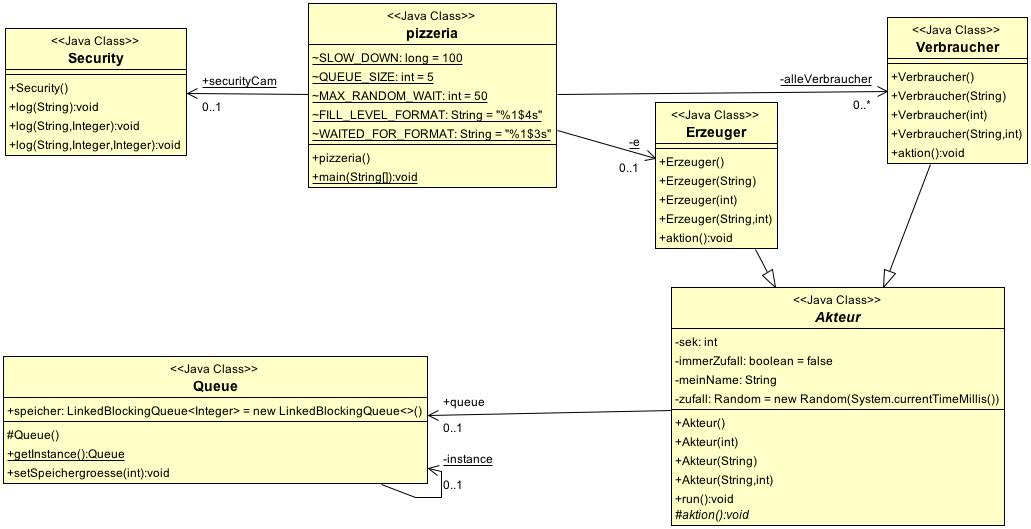 <<Java Class>>
Security
+Security()
+log(String):void
+log(String,Integer):void
+log(String,Integer,Integer):void
+securityCam
0..1
<<Java Class>>
pizzeria
~SLOW_DOWN: long = 100
~QUEUE_SIZE: int = 5
~MAX_RANDOM_WAIT: int = 50
~FILL_LEVEL_FORMAT: String = "%1$4s"
~WAITED_FOR_FORMAT: String = "%1$3s"
+pizzeria()
+main(String[]):void
-alleVerbraucher
0..*
-e
0..1
<<Java Class>>
Verbraucher
+Verbraucher()
+Verbraucher(String)
+Verbraucher(int)
+Verbraucher(String,int)
+aktion():void
<<Java Class>>
Erzeuger
+Erzeuger()
+Erzeuger(String)
+Erzeuger(int)
+Erzeuger(String,int)
+aktion():void
<<Java Class>>
Akteur
-sek: int
-immerZufall: boolean = false
-meinName: String
-zufall: Random = new Random(System.currentTimeMillis())
+Akteur()
+Akteur(int)
+Akteur(String)
+Akteur(String,int)
+run():void
#aktion():void
+queue
0..1
<<Java Class>>
Queue
+speicher: LinkedBlockingQueue<Integer> = new LinkedBlockingQueue<>()
#Queue()
+getInstance():Queue
+setSpeichergroesse(int):void
-instance
0..1